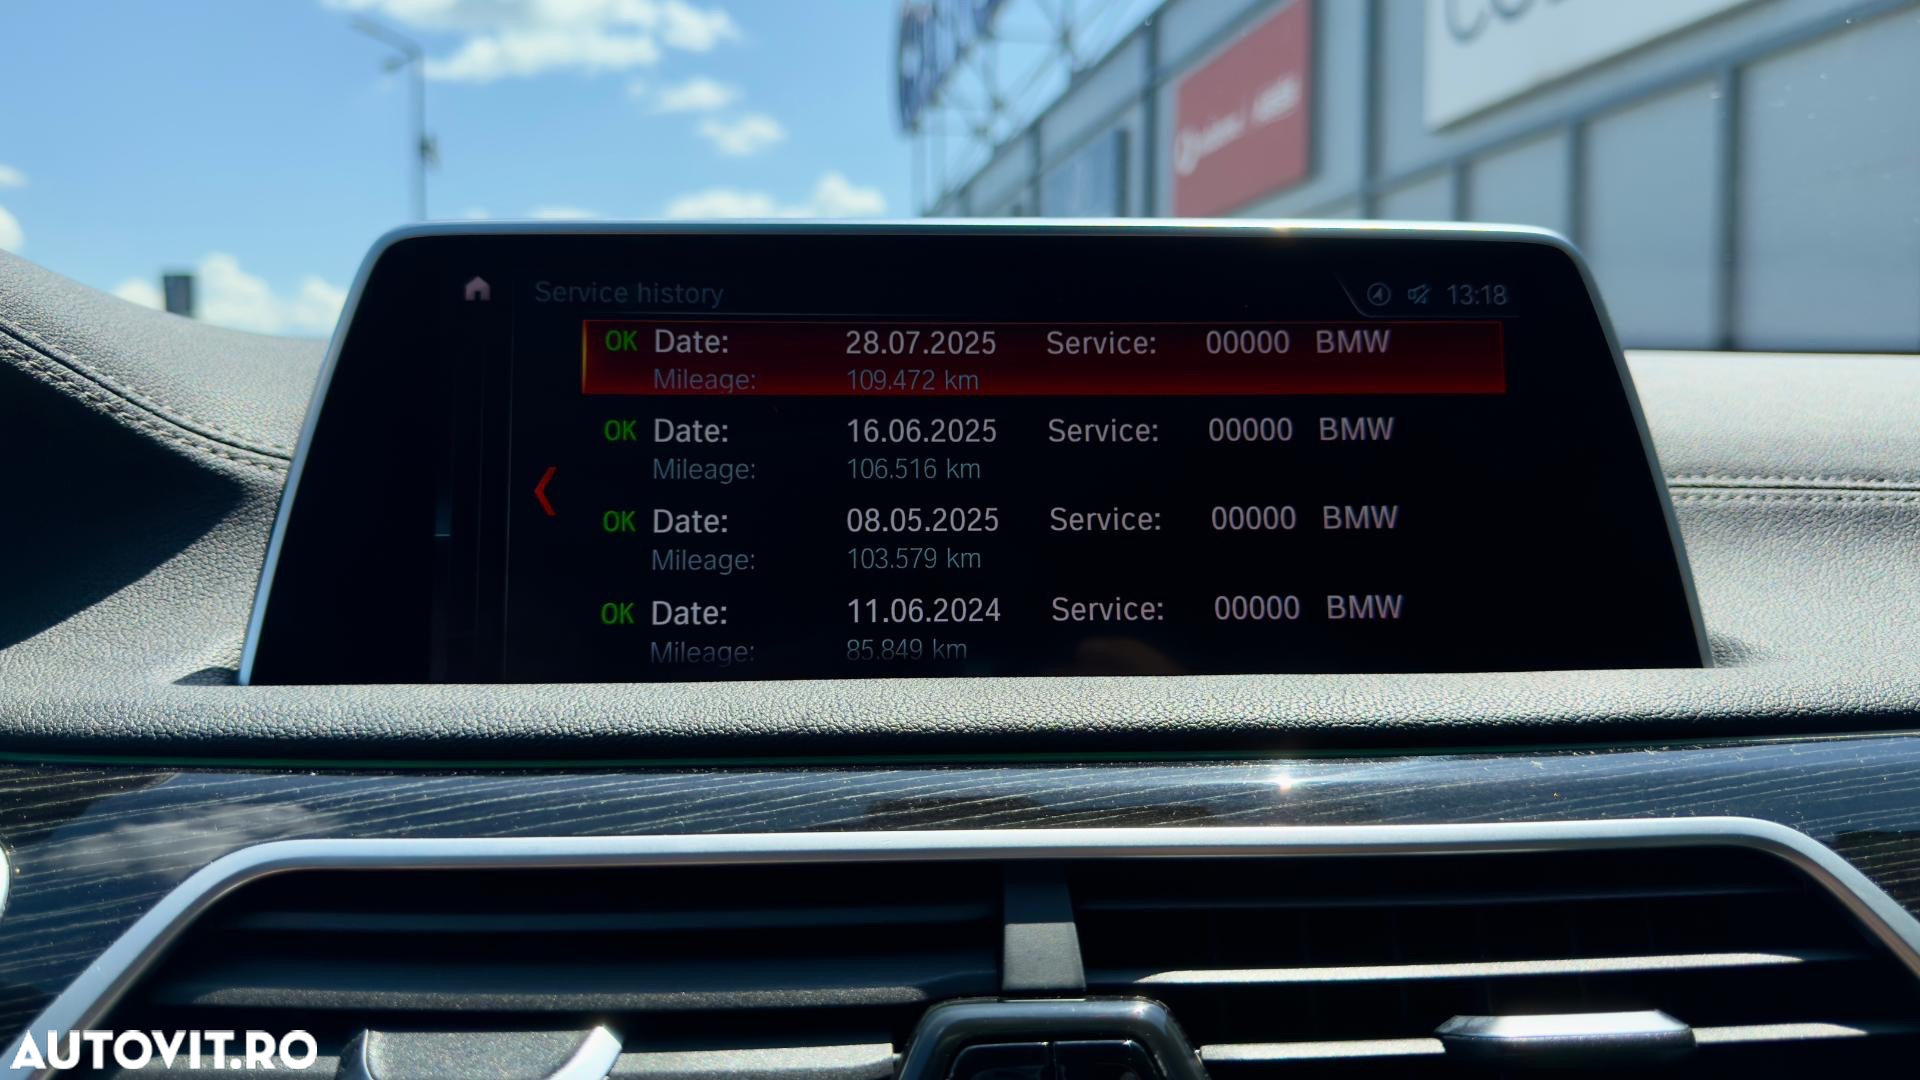 Service history 13:18
OK Date: 28.07.2025 Service: 00000 BMW
Mileage: 109.472 km
OK Date: 16.06.2025 Service: 00000 BMW
Mileage: 106.516 km
OK Date: 08.05.2025 Service: 00000 BMW
Mileage: 103.579 km
OK Date: 11.06.2024 Service: 00000 BMW
Mileage: 85.849 km
AUTOVIT.RO